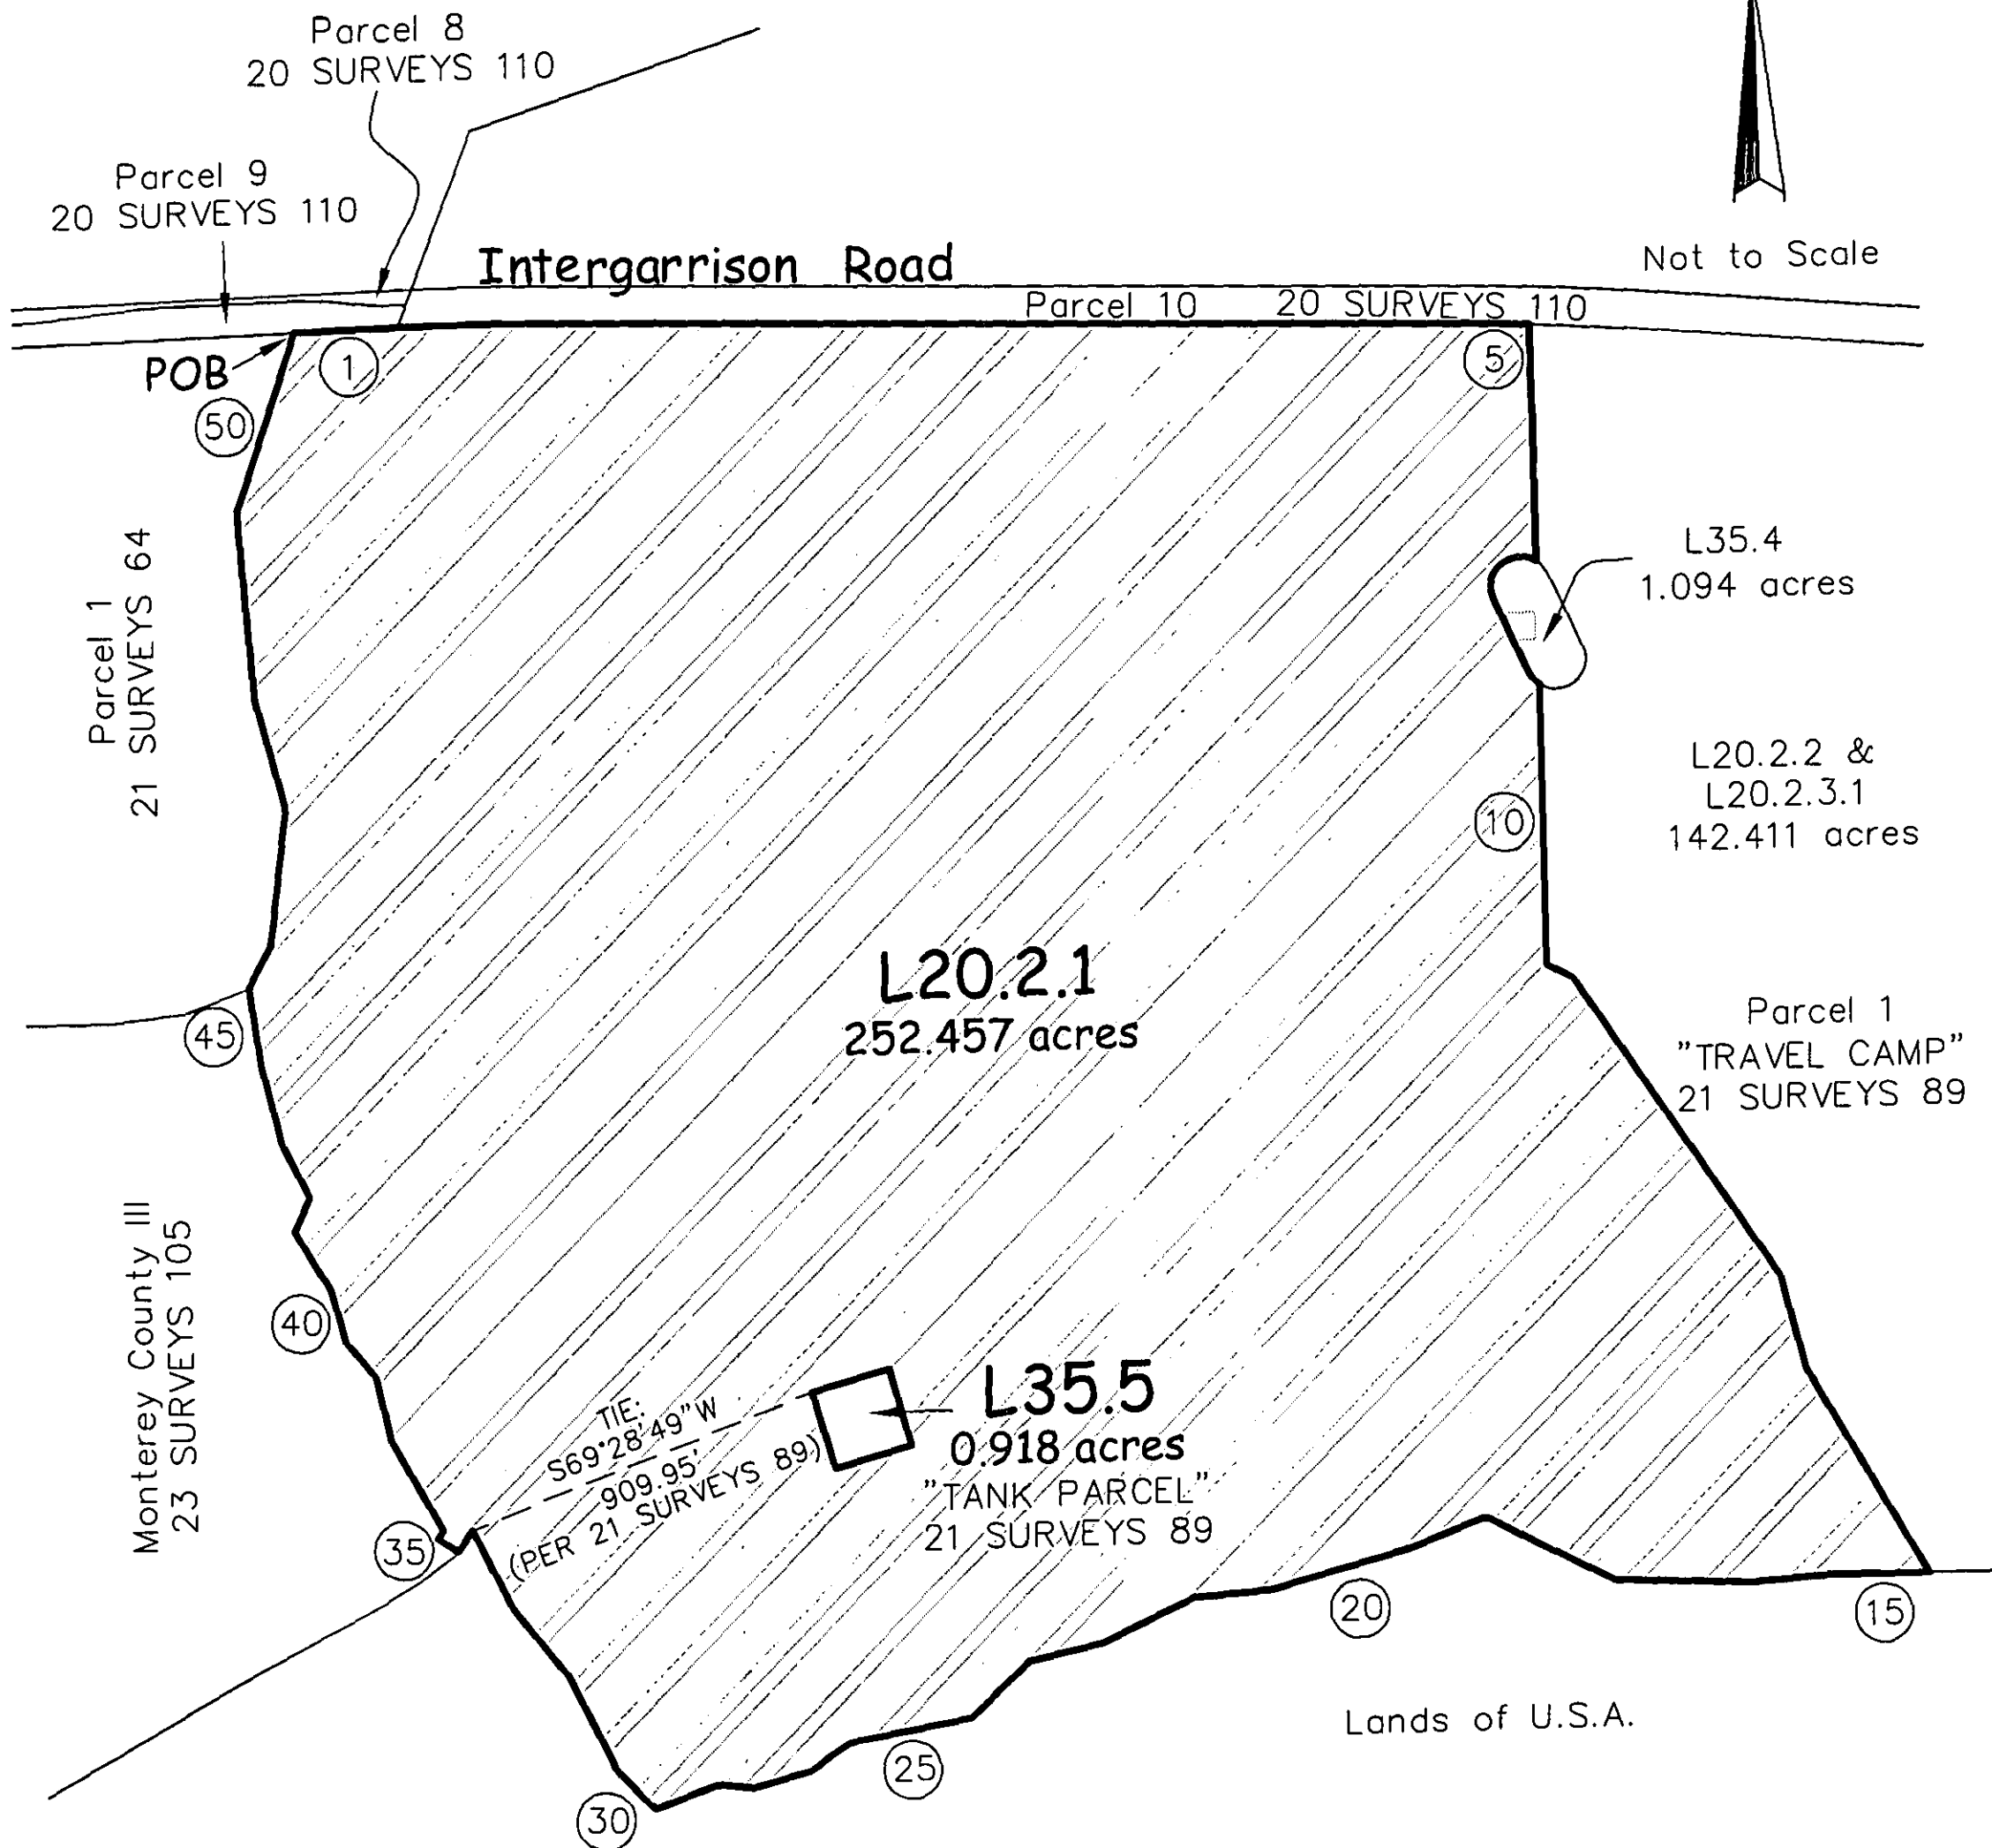 Parcel 8
20 SURVEYS 110
Parcel 9
20 SURVEYS 110
Intergarrison Road
Not to Scale
Parcel 10 20 SURVEYS 110
POB
1
5
50
Parcel 1
21 SURVEYS 64
L35.4
1.094 acres
L20.2.2 &
L20.2.3.1
142.411 acres
10
L20.2.1
252.457 acres
45
Parcel 1
"TRAVEL CAMP"
21 SURVEYS 89
Monterey County III
23 SURVEYS 105
40
TIE:
S69°28'49"W
909.95'
(PER 21 SURVEYS 89)
L35.5
0.918 acres
"TANK PARCEL"
21 SURVEYS 89
35
20
15
Lands of U.S.A.
25
30